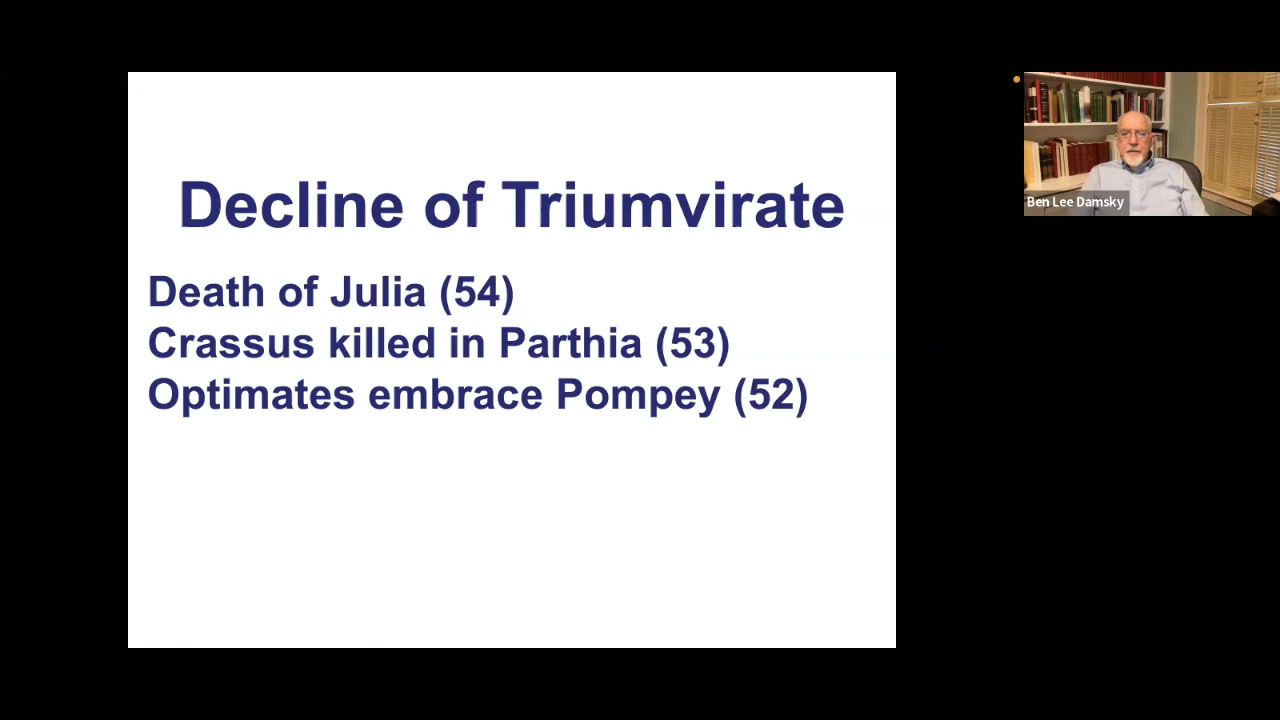 Decline of Triumvirate
Death of Julia (54)
Crassus killed in Parthia (53)
Optimates embrace Pompey (52)
Ben Lee Damsky